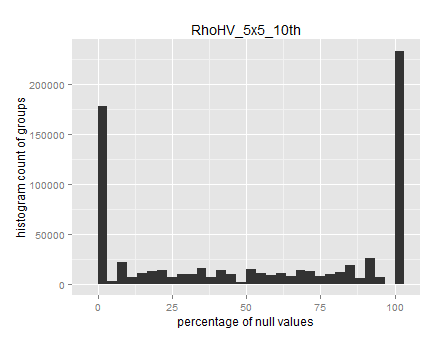 RhoHV_5x5_10th
histogram count of groups
200000
150000
100000
50000
0
0 25 50 75 100
percentage of null values